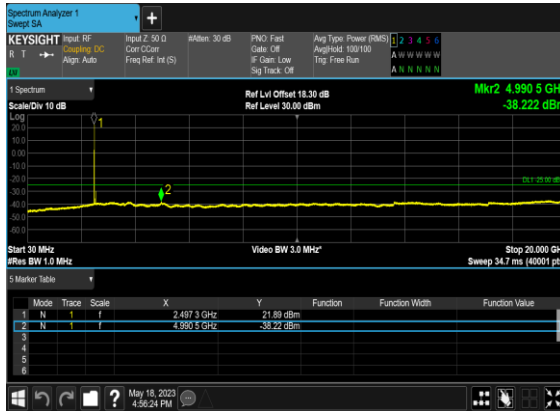 Spectrum Analyzer 1
Swept SA
+
KEYSIGHT
R T
Input: RF
Coupling: DC
Align: Auto
Input Z: 50 Ω
Corr CCorr
Freq Ref: Int (S)
#Atten: 30 dB
PNO: Fast
Gate: Off
IF Gain: Low
Sig Track: Off
Avg Type: Power (RMS)
Avg|Hold: 100/100
Trig: Free Run
1 2 3 4 5 6
A W W W W W
A N N N N N
1 Spectrum
Scale/Div 10 dB
Ref Lvl Offset 18.30 dB
Ref Level 30.00 dBm
Mkr2 4.990 5 GH
-38.222 dBr
Log
20.0
10.0
0.00
-10.0
-20.0
-30.0
-40.0
-50.0
-60.0
1
2
DL1 -25.00 dB
Start 30 MHz
#Res BW 1.0 MHz
Video BW 3.0 MHz*
Stop 20.000 GH
Sweep 34.7 ms (40001 pt
5 Marker Table
Mode Trace Scale X Y Function Function Width Function Value
1 N 1 f 2.497 3 GHz 21.89 dBm
2 N 1 f 4.990 5 GHz -38.22 dBm
3
4
5
6
?
May 18, 2023
4:56:24 PM